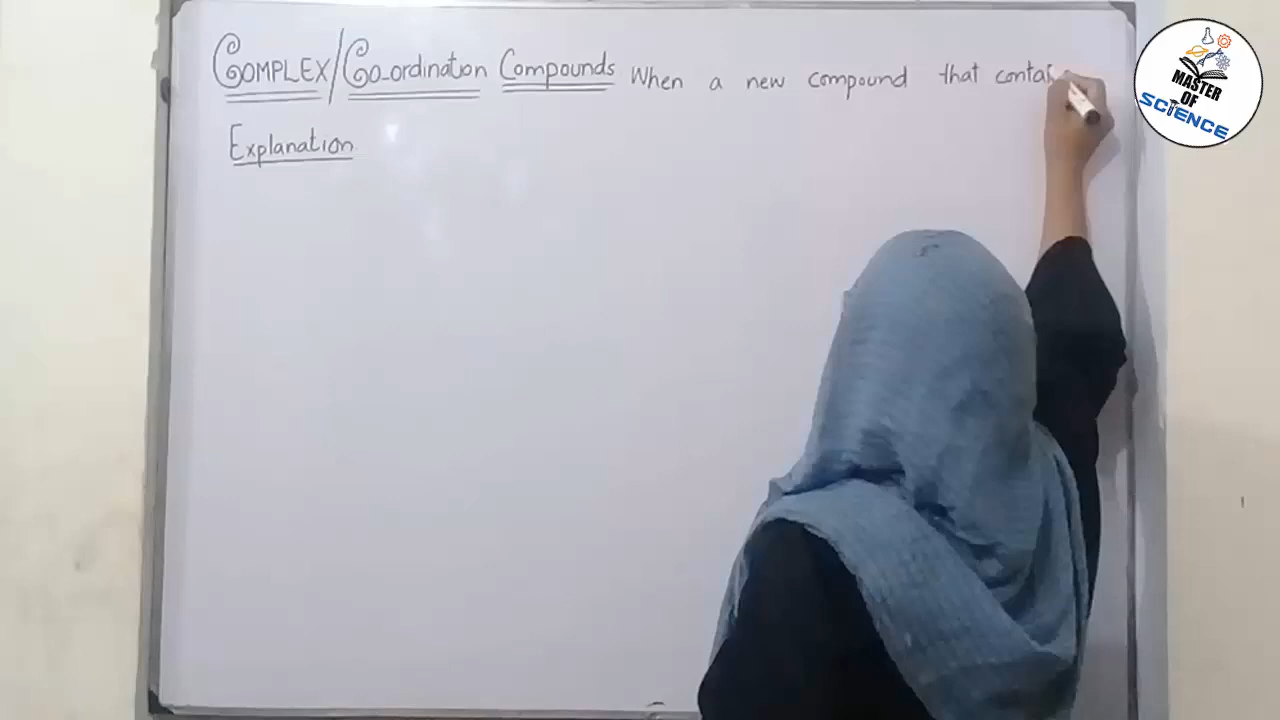 COMPLEX/Co-ordination Compounds When a new compound that contai
Explanation
MASTER
OF
SCIENCE